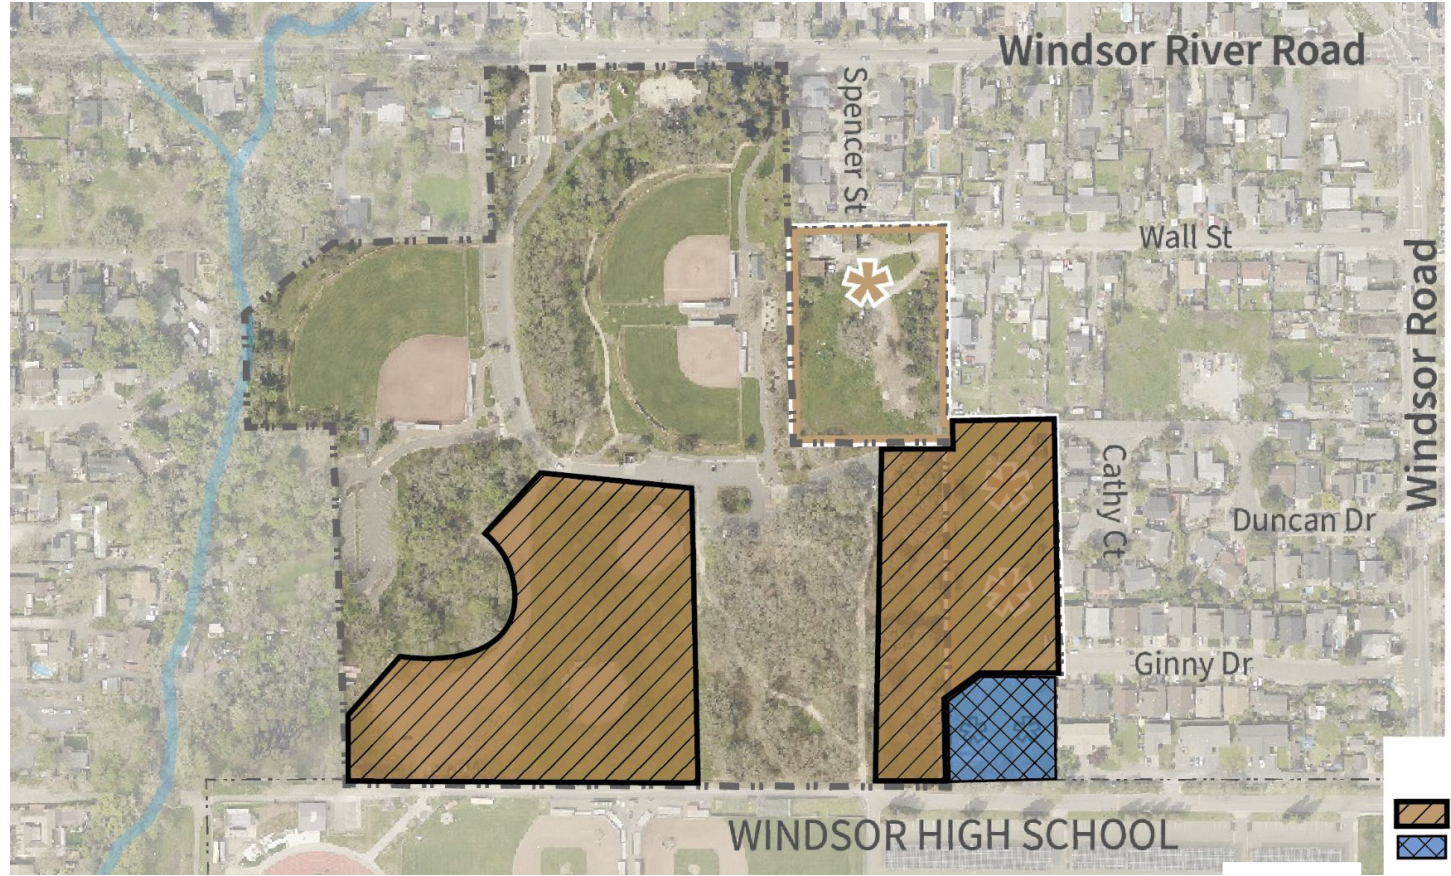 Windsor River Road
Spencer St
Wall St
Windsor Road
Cathy Ct
Duncan Dr
Ginny Dr
WINDSOR HIGH SCHOOL